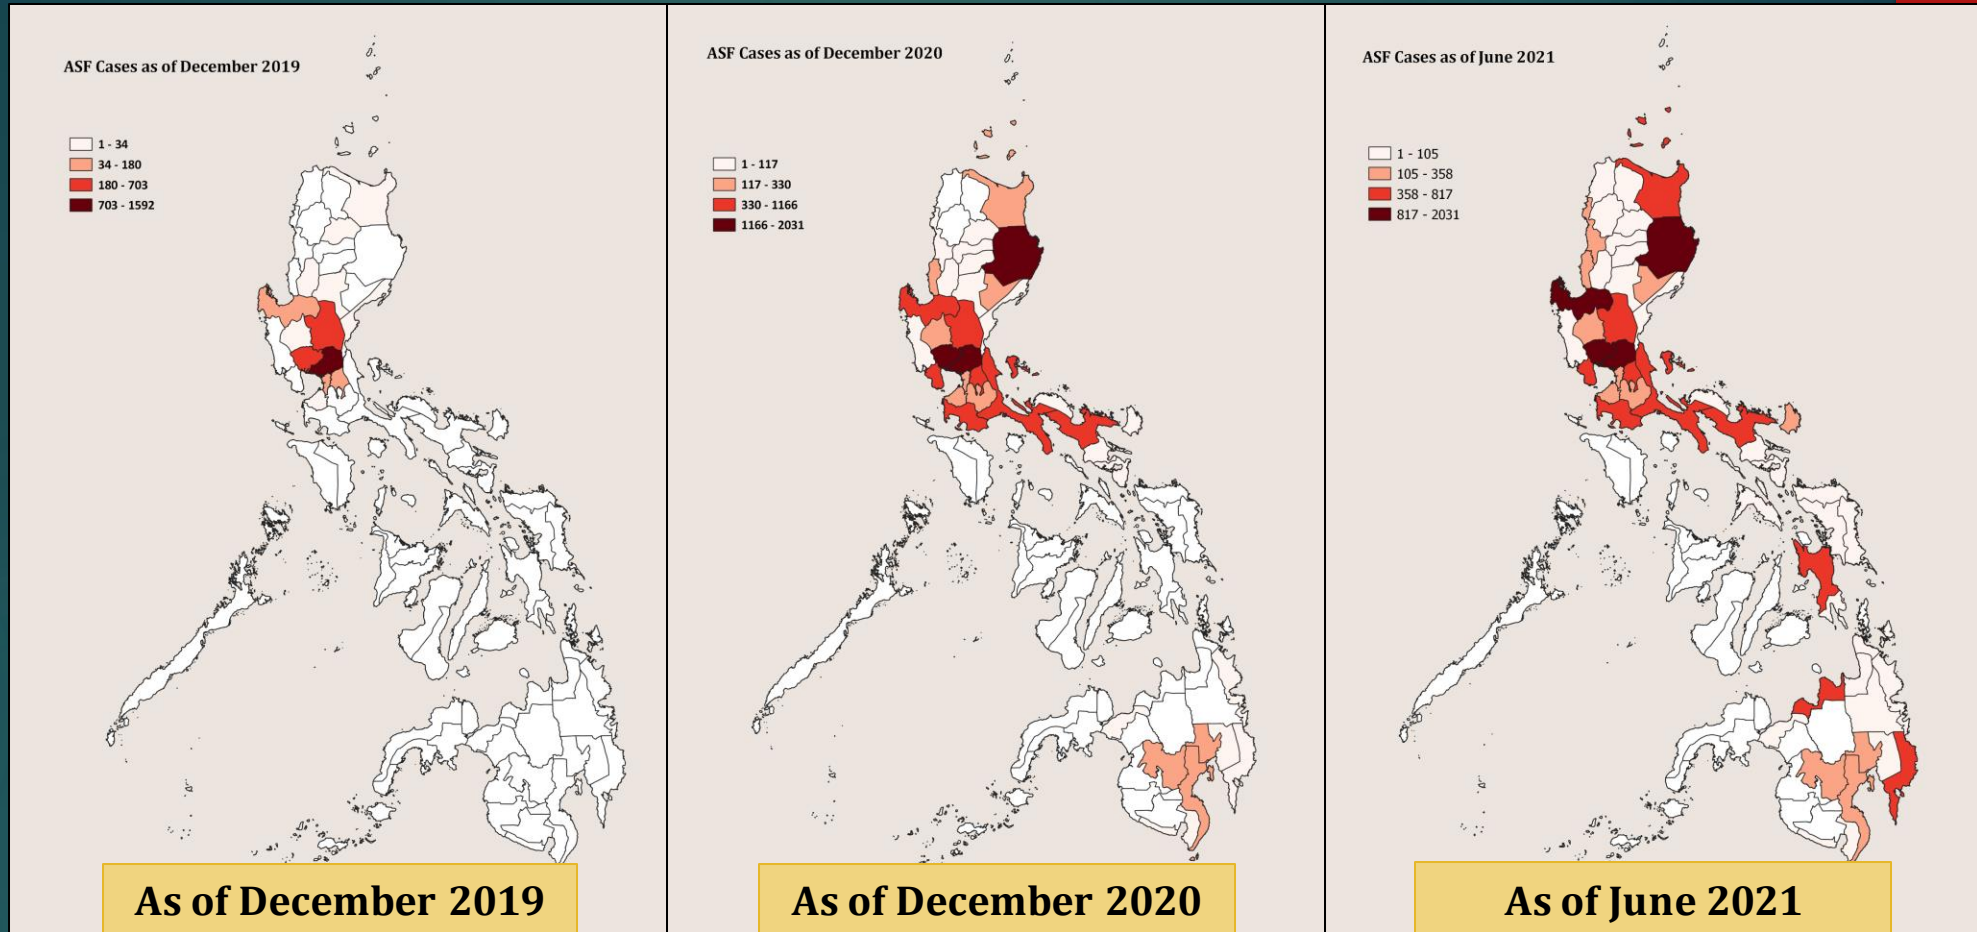 ASF Cases as of December 2019
1 - 34
34 - 180
180 - 703
703 - 1592
As of December 2019
ASF Cases as of December 2020
1 - 117
117 - 330
330 - 1166
1166 - 2031
As of December 2020
ASF Cases as of June 2021
1 - 105
105 - 358
358 - 817
817 - 2031
As of June 2021